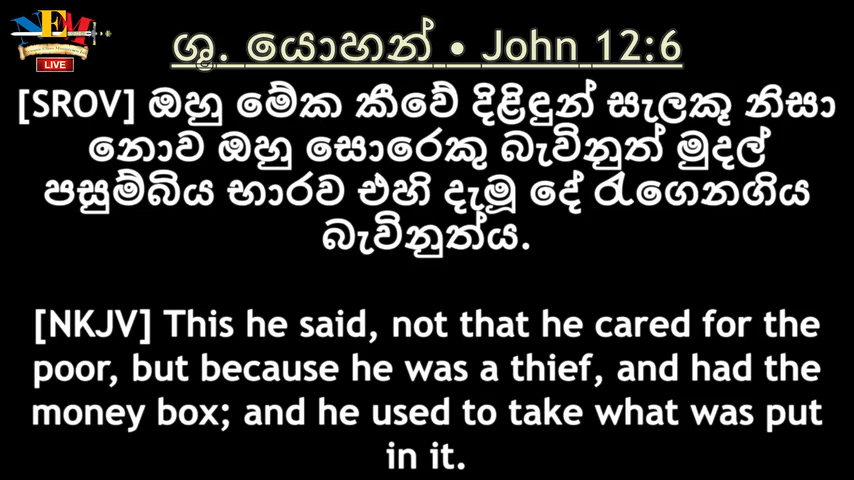 NEM
LIVE
ශු. යොහන් • John 12:6
[SROV] ඔහු මේක කීවේ දිළිඳුන් සැලකූ නිසා
නොව ඔහු සොරෙකු බැවිනුත් මුදල්
පසුම්බිය භාරව එහි දැමූ දේ රැගෙනගිය
බැවිනුත්ය.
[NKJV] This he said, not that he cared for the
poor, but because he was a thief, and had the
money box; and he used to take what was put
in it.